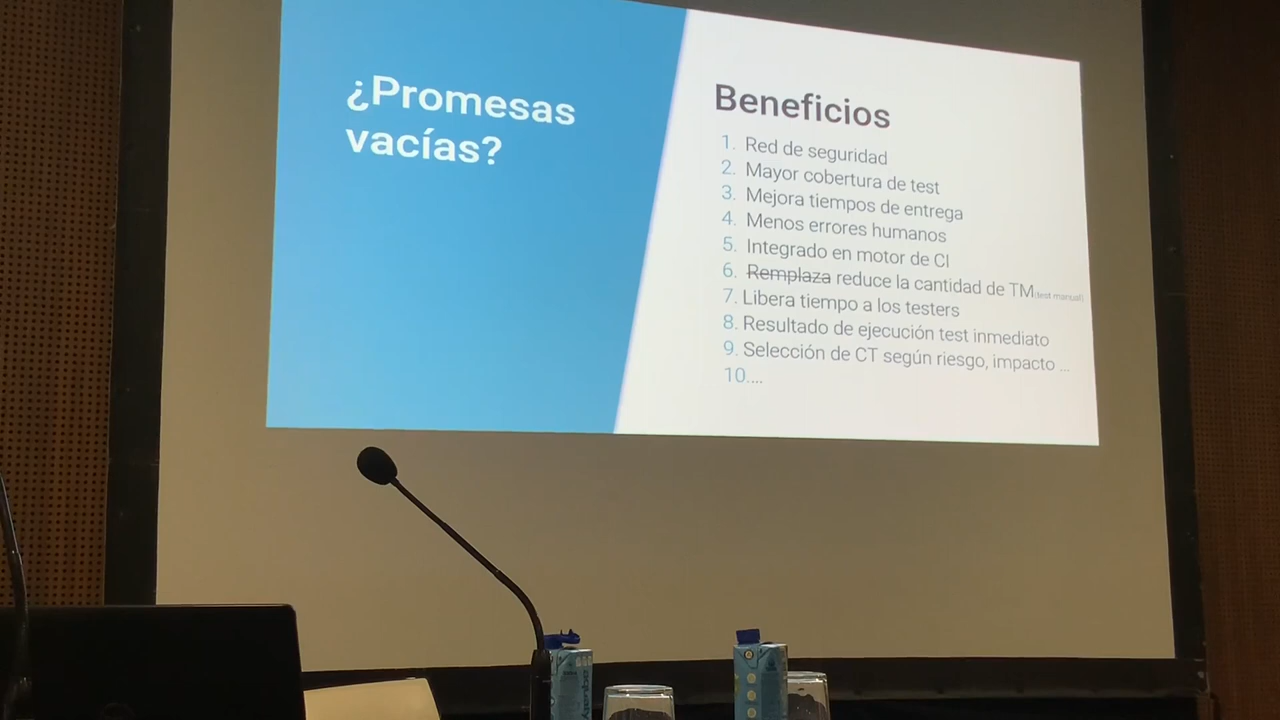 ¿Promesas
vacías?
Beneficios
1. Red de seguridad
2. Mayor cobertura de test
3. Mejora tiempos de entrega
4. Menos errores humanos
5. Integrado en motor de CI
6. Remplaza reduce la cantidad de TM(test manual)
7. Libera tiempo a los testers
8. Resultado de ejecución test inmediato
9. Selección de CT según riesgo, impacto ...
10....